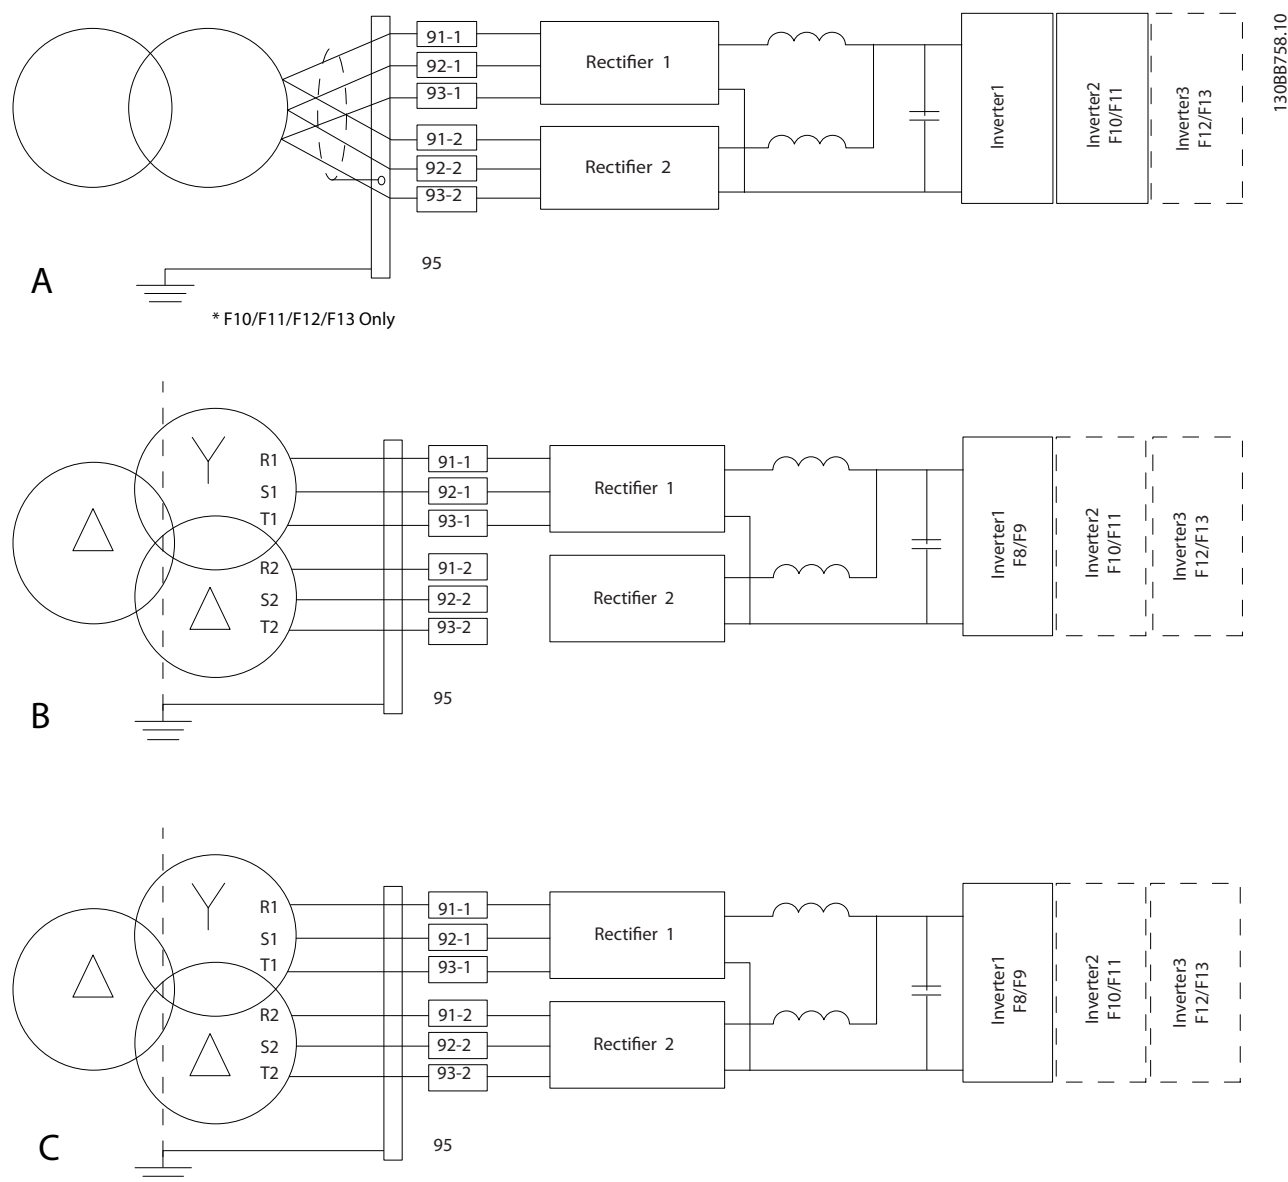 130BB758.10
91-1
92-1
93-1
91-2
92-2
93-2
Rectifier 1
Rectifier 2
Inverter1
Inverter2
F10/F11
Inverter3
F12/F13
95
A
* F10/F11/F12/F13 Only
R1
S1
T1
R2
S2
T2
91-1
92-1
93-1
91-2
92-2
93-2
Rectifier 1
Rectifier 2
Inverter1
F8/F9
Inverter2
F10/F11
Inverter3
F12/F13
95
B
R1
S1
T1
R2
S2
T2
91-1
92-1
93-1
91-2
92-2
93-2
Rectifier 1
Rectifier 2
Inverter1
F8/F9
Inverter2
F10/F11
Inverter3
F12/F13
95
C